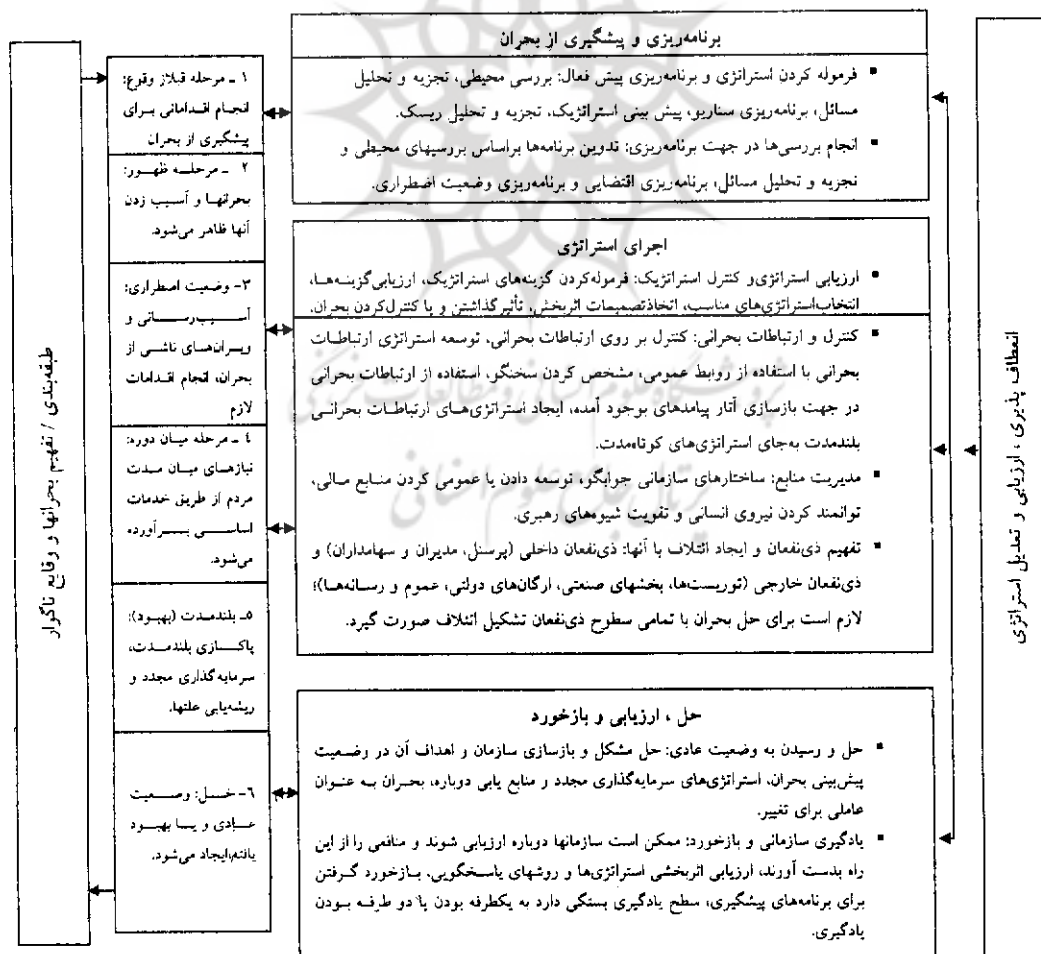 برنامه‌ریزی و پیشگیری از بحران
فرموله کردن استراتژی و برنامه‌ریزی پیش فعال: بررسی محیطی، تجزیه و تحلیل
مسائل، برنامه‌ریزی سناریو، پیش بینی استراتژیک، تجزیه و تحلیل ریسک.
انجام بررسی‌ها در جهت برنامه‌ریزی: تدوین برنامه‌ها براساس بررسیهای محیطی و
تجزیه و تحلیل مسائل، برنامه‌ریزی اقتضایی و برنامه‌ریزی وضعیت اضطراری.
اجرای استراتژی
ارزیابی استراتژی و کنترل استراتژیک: فرموله‌کردن گزینه‌های استراتژیک، ارزیابی‌گزینه‌ها،
انتخاب‌استراتژی‌های مناسب، اتخاذتصمیمات اثربخش، تأثیرگذاشتن و یا کنترل‌کردن بحران.
کنترل و ارتباطات بحرانی: کنترل بر روی ارتباطات بحرانی، توسعه استراتژی ارتباطات
بحرانی با استفاده از روابط عمومی، مشخص کردن سخنگو، استفاده از ارتباطات بحرانی
در جهت بازسازی آثار پیامدهای بوجود آمده، ایجاد استراتژی‌های ارتباطات بحرانی
بلندمدت به‌جای استراتژی‌های کوتاه‌مدت.
مدیریت منابع: ساختارهای سازمانی جوابگو، توسعه دادن یا عمومی کردن منابع مالی،
توانمند کردن نیروی انسانی و تقویت شیوه‌های رهبری.
تفهیم ذی‌نفعان و ایجاد ائتلاف با آنها: ذی‌نفعان داخلی (پرسنل، مدیران و سهامداران) و
ذی‌نفعان خارجی (توریست‌ها، بخشهای صنعتی، ارگان‌های دولتی، عموم و رسانه‌ها)؛
لازم است برای حل بحران با تمامی سطوح ذی‌نفعان تشکیل ائتلاف صورت گیرد.
حل ، ارزیابی و بازخورد
حل و رسیدن به وضعیت عادی: حل مشکل و بازسازی سازمان و اهداف آن در وضعیت
پیش‌بینی بحران، استراتژی‌های سرمایه‌گذاری مجدد و منابع یابی دوباره، بحران به عنوان
عاملی برای تغییر.
یادگیری سازمانی و بازخورد: ممکن است سازمانها دوباره ارزیابی شوند و منافعی را از این
راه بدست آورند، ارزیابی اثربخشی استراتژی‌ها و روشهای پاسخگویی، بازخورد گرفتن
برای برنامه‌های پیشگیری، سطح یادگیری بستگی دارد به یکطرفه بودن یا دو طرفه بودن
یادگیری.
۱ ـ مرحله قبلاز وقوع:
انجام اقداماتی برای
پیشگیری از بحران
۲ ـ مرحله ظهور:
بحرانها و آسیب زدن
آنها ظاهر می‌شود.
۳- وضعیت اضطراری:
آسیب‌رسانی و
ویران‌های ناشی از
بحران، انجام اقدامات
لازم
٤ ـ مرحله میان دوره:
نیازهای میان مدت
مردم از طریق خدمات
اساسی برآورده
می‌شود.
۵ـ بلندمدت (بهبود):
پاکسازی بلندمدت،
سرمایه‌گذاری مجدد و
ریشه‌یابی علتها.
٦- حل: وضعیت
عادی و یا بهبود
یافته‌ایجاد می‌شود.
طبقه‌بندی / تفهیم بحرانها و وقایع ناگوار
انعطاف پذیری ، ارزیابی و تعدیل استراتژی
پژوهشگاه علوم انسانی و مطالعات فرهنگی
پرتال جامع علوم انسانی